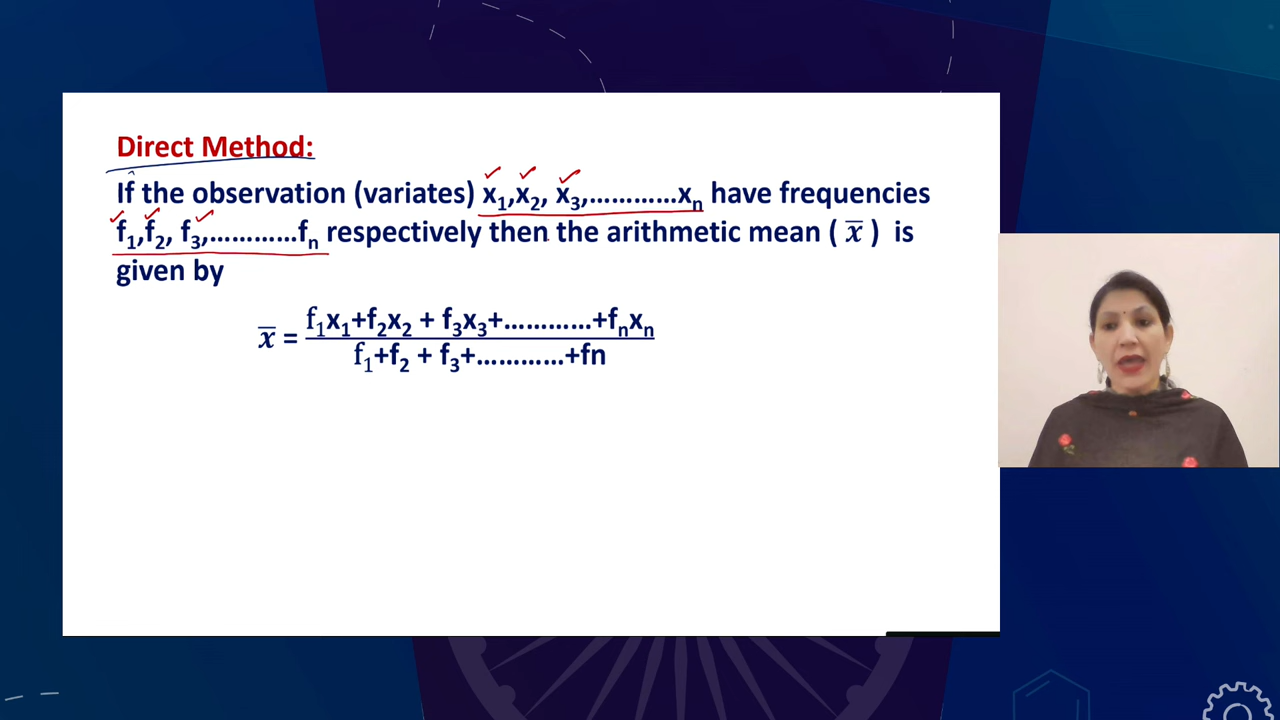 Direct Method:
If the observation (variates) x₁,x₂, x₃,…………xₙ have frequencies
f₁,f₂, f₃,…………fₙ respectively then the arithmetic mean ( x̅ ) is
given by
x̅ = f₁x₁+f₂x₂ + f₃x₃+…………+fₙxₙ
f₁+f₂ + f₃+…………+fn